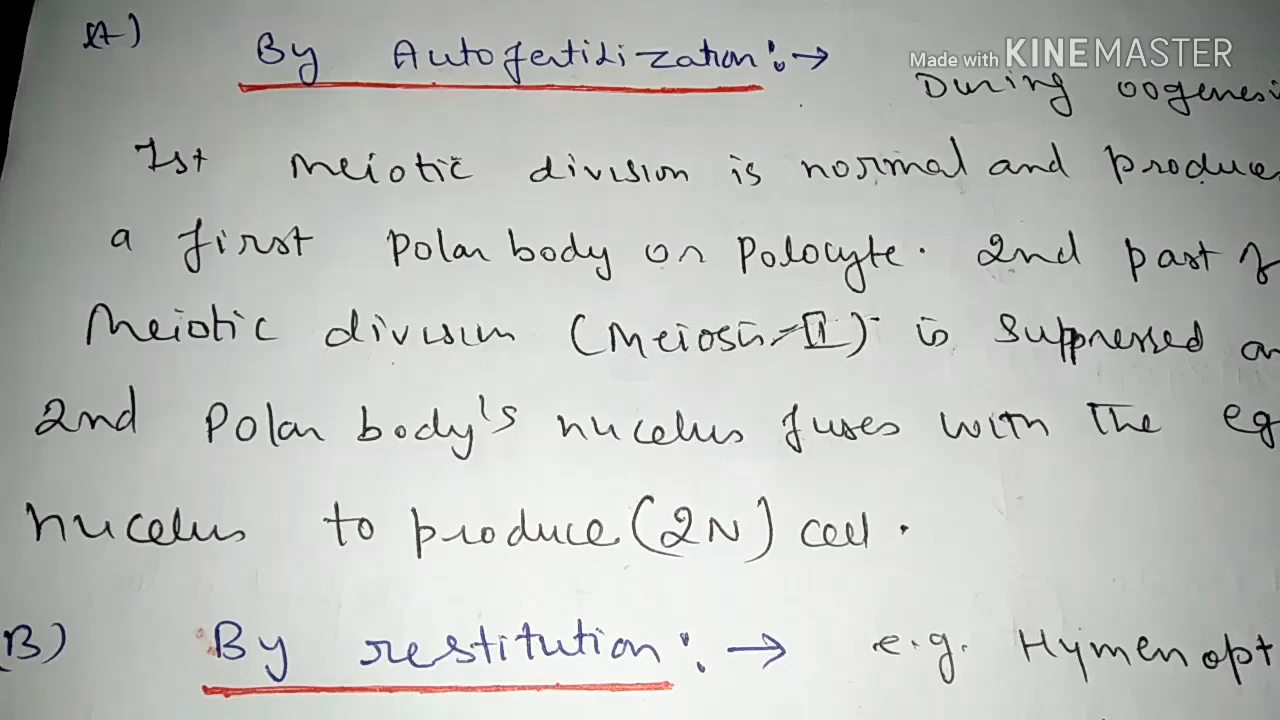 Made with KINEMASTER
A) By Autofertilization :→ During oogenesi
Ist meiotic division is normal and produce
a first polar body or Polocyte. 2nd part of
Meiotic division (Meiosis-II) is suppressed an
2nd Polar body's nucelus fuses with the eg
nucelus to produce (2N) cell.
(B) By restitution :→ e.g. Hymenopt